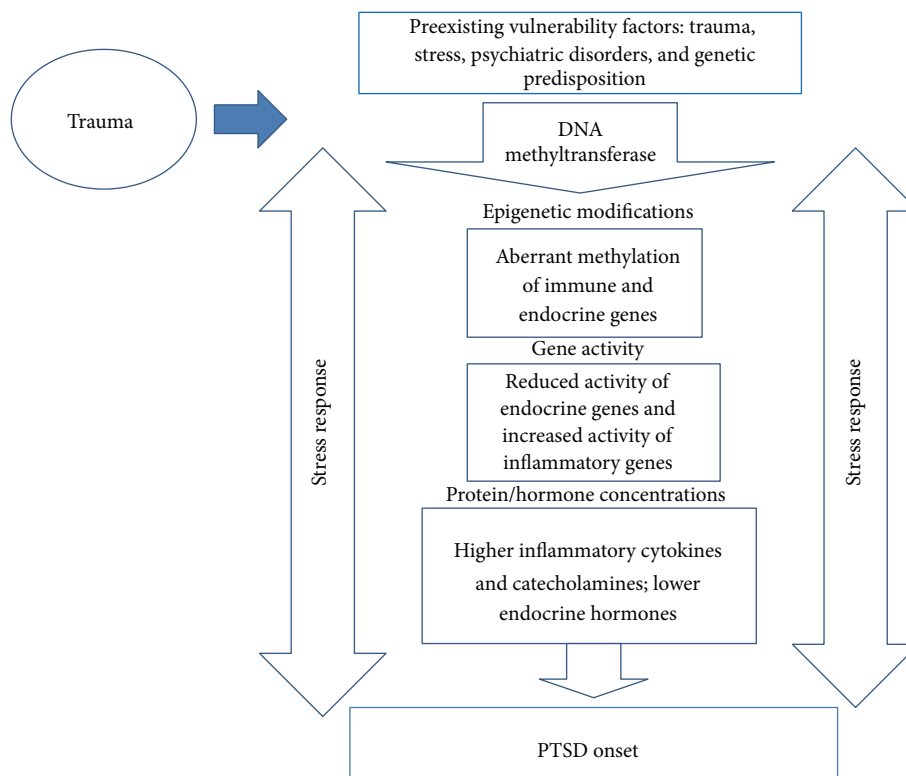 Preexisting vulnerability factors: trauma,
stress, psychiatric disorders, and genetic
predisposition
Trauma
DNA
methyltransferase
Epigenetic modifications
Aberrant methylation
of immune and
endocrine genes
Gene activity
Reduced activity of
endocrine genes and
increased activity of
inflammatory genes
Protein/hormone concentrations
Higher inflammatory cytokines
and catecholamines; lower
endocrine hormones
Stress response
Stress response
PTSD onset